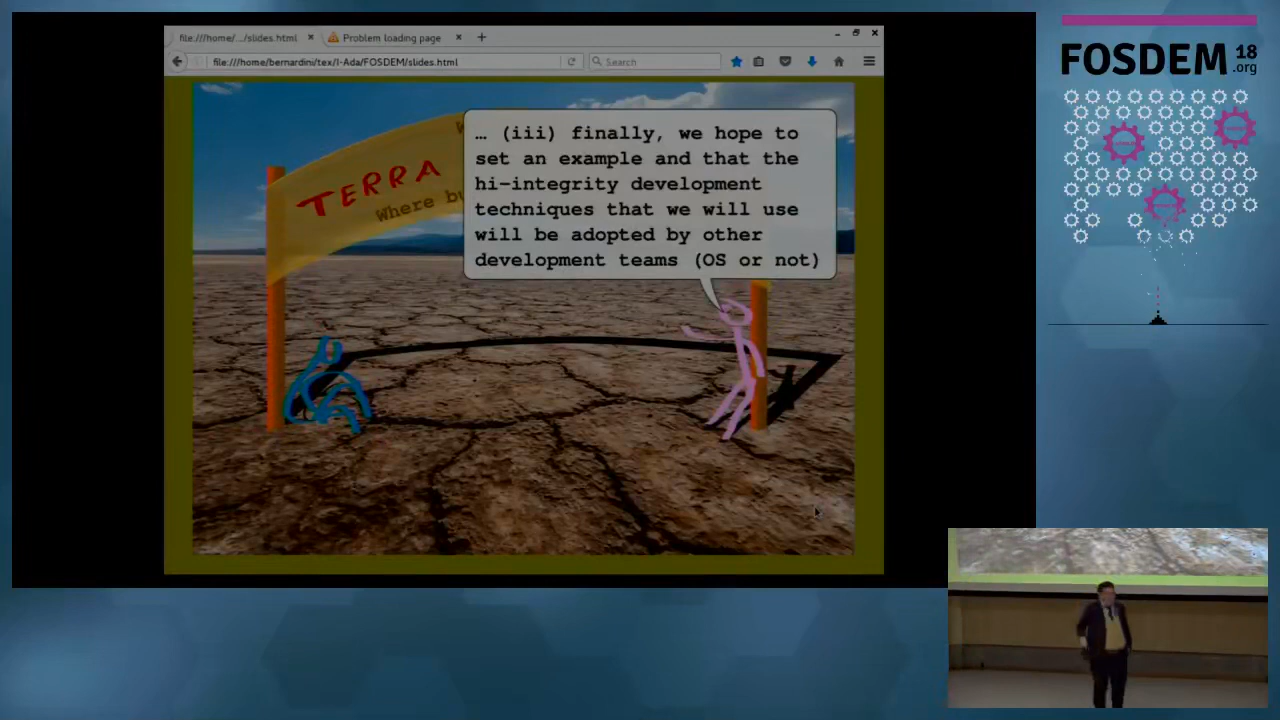 file:///home/.../slides.html
Problem loading page
file:///home/bernardini/tex/I-Ada/FOSDEM/slides.html
Search
FOSDEM 18
.org
TERRA
Where bu
… (iii) finally, we hope to
set an example and that the
hi-integrity development
techniques that we will use
will be adopted by other
development teams (OS or not)